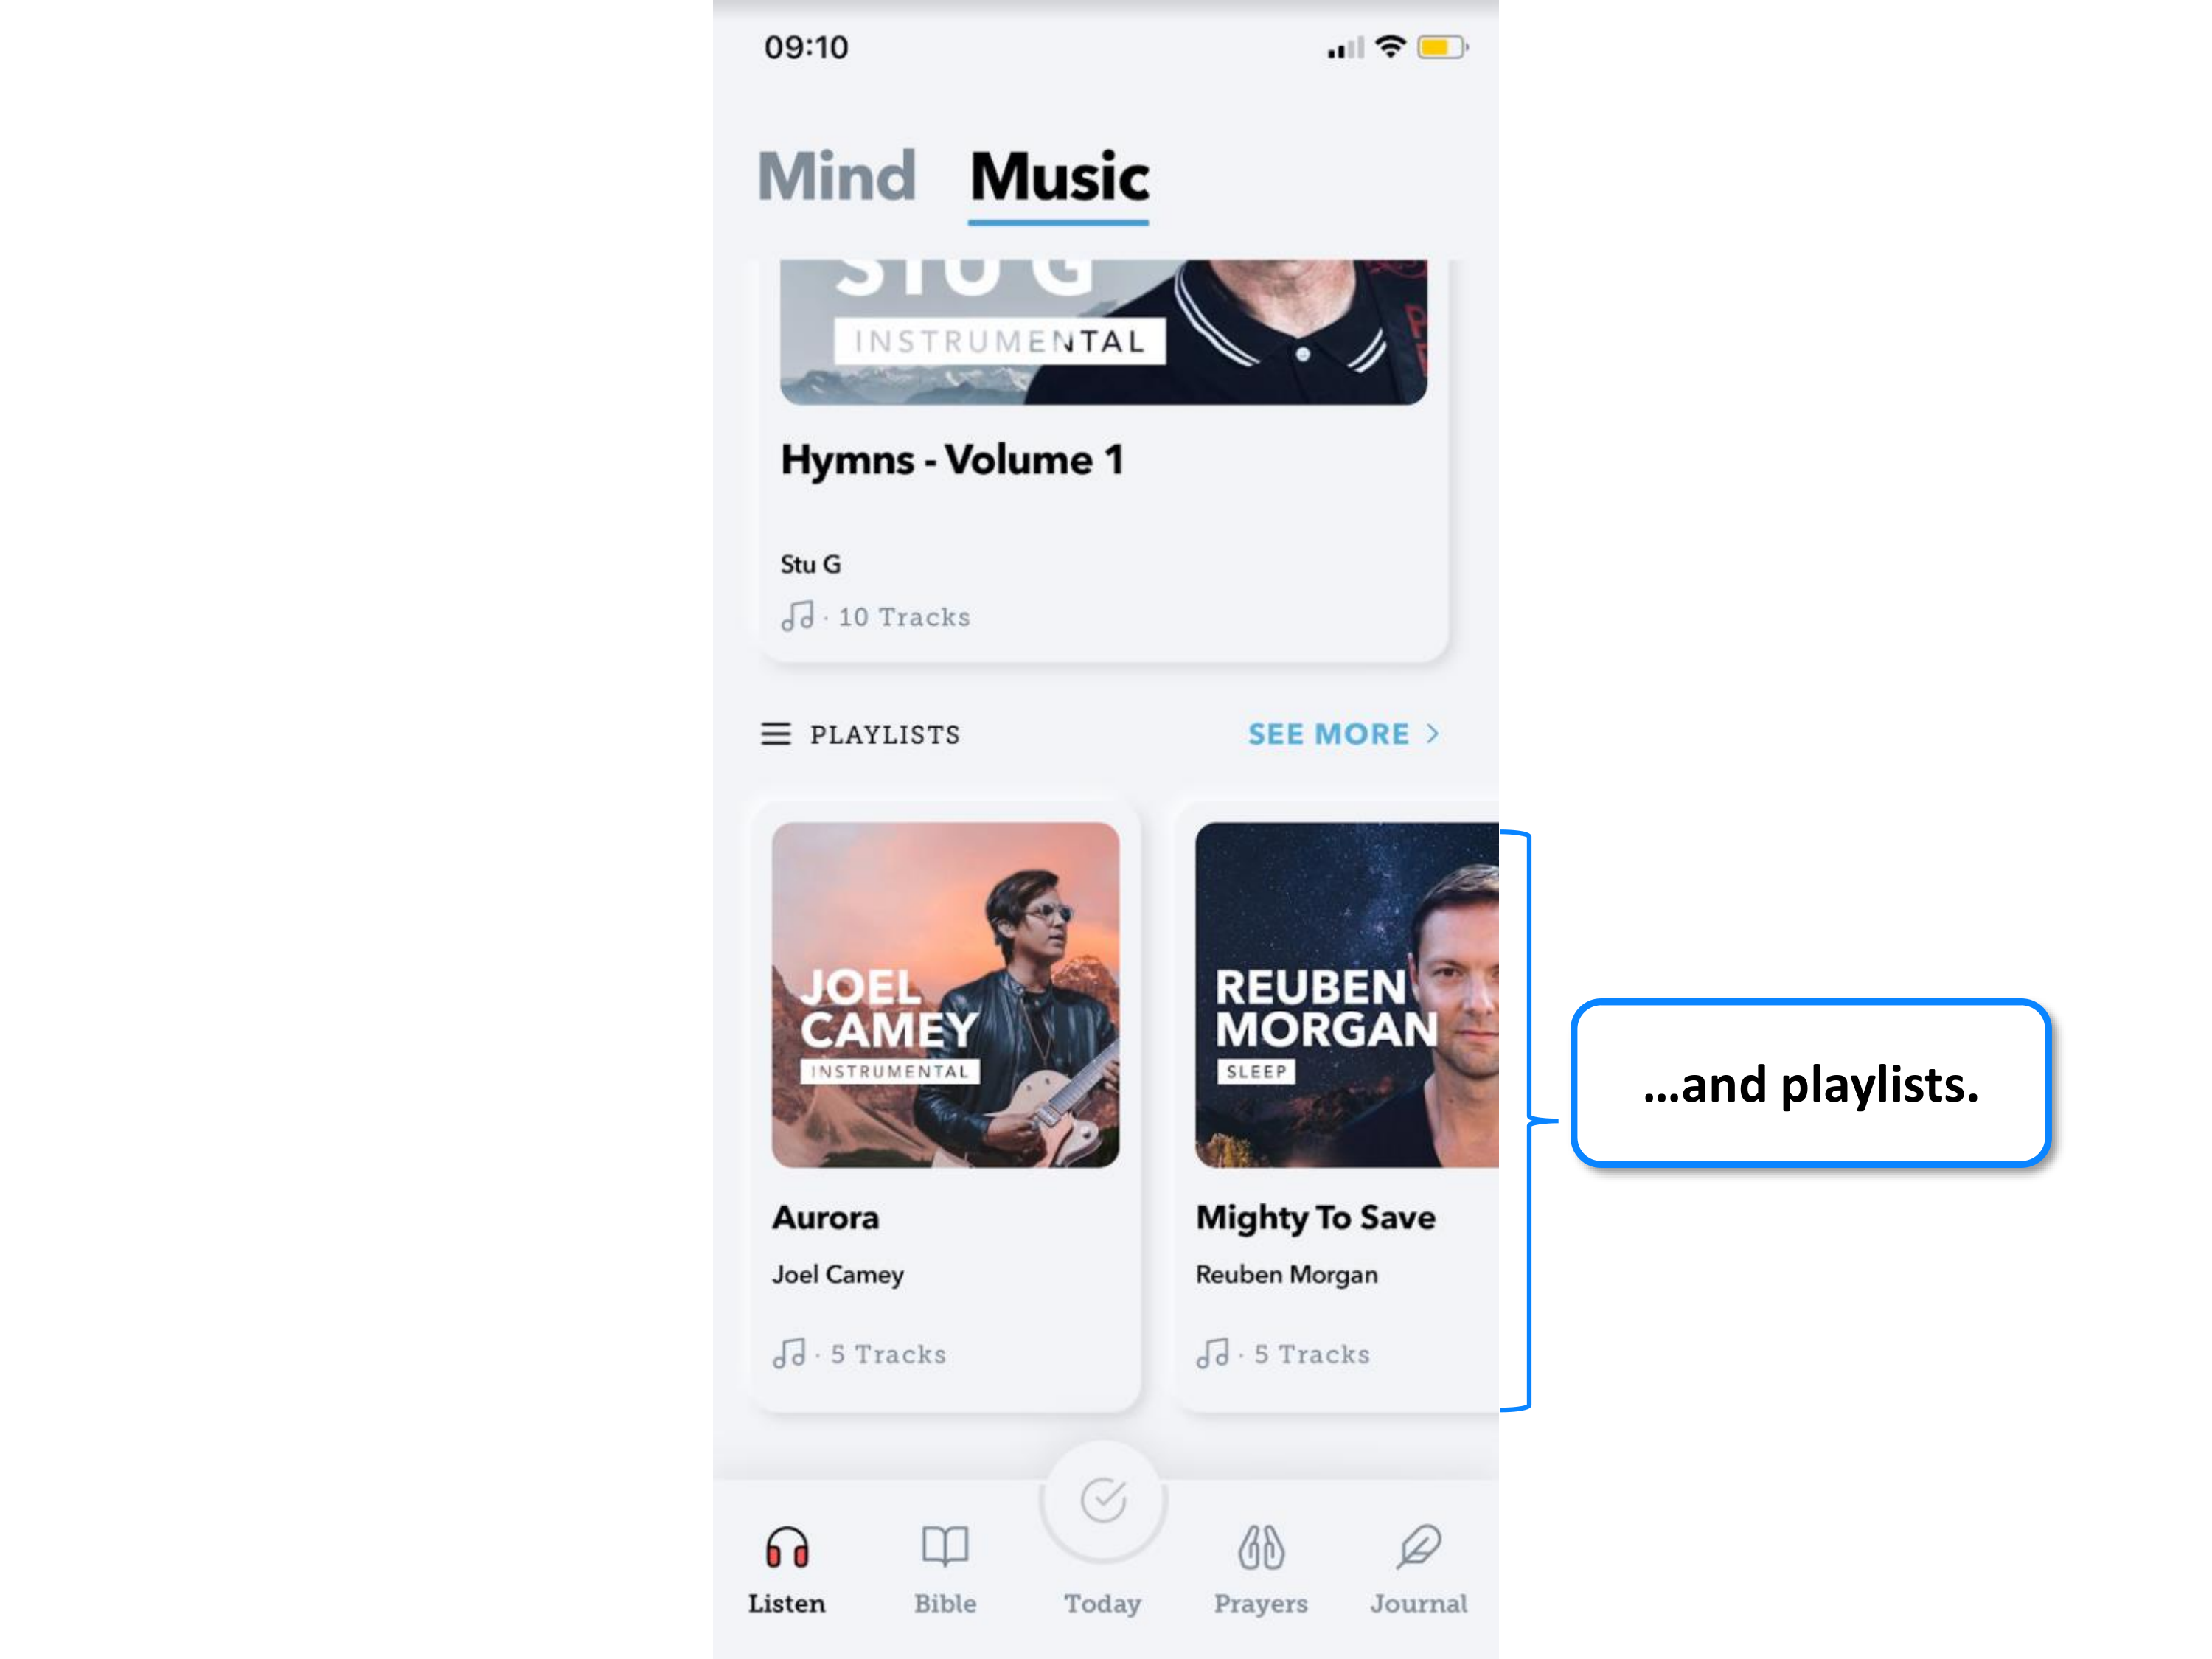 09:10
Mind Music
STU G
INSTRUMENTAL
Hymns - Volume 1
Stu G
· 10 Tracks
PLAYLISTS SEE MORE >
JOEL
CAMEY
INSTRUMENTAL
REUBEN
MORGAN
SLEEP
...and playlists.
Aurora
Joel Camey
· 5 Tracks
Mighty To Save
Reuben Morgan
· 5 Tracks
Listen Bible Today Prayers Journal